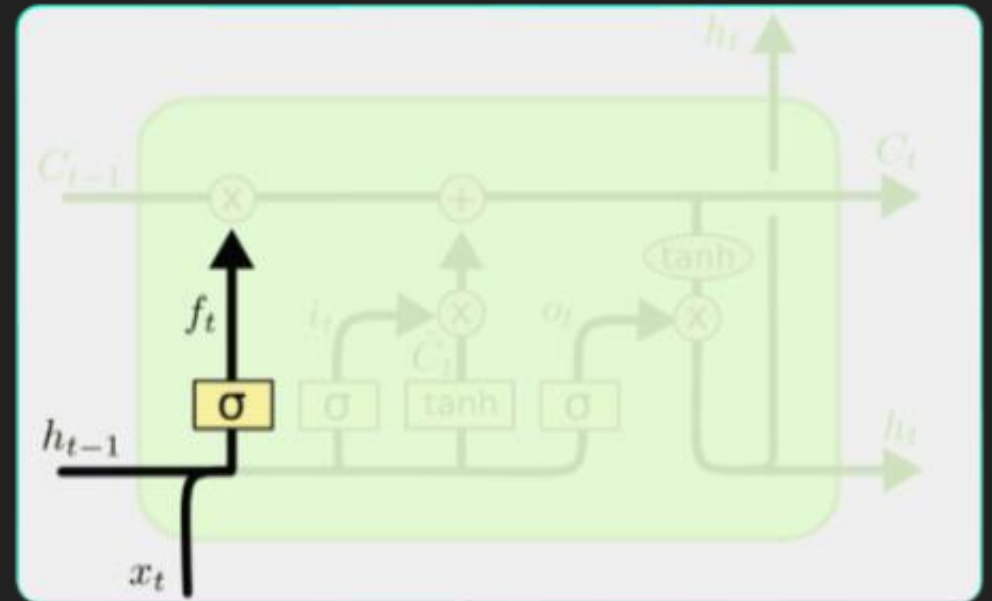 h_t
C_{t-1}
C_t
x
+
tanh
f_t
i_t
x
o_t
x
C̃_t
σ
σ
tanh
σ
h_{t-1}
h_t
x_t